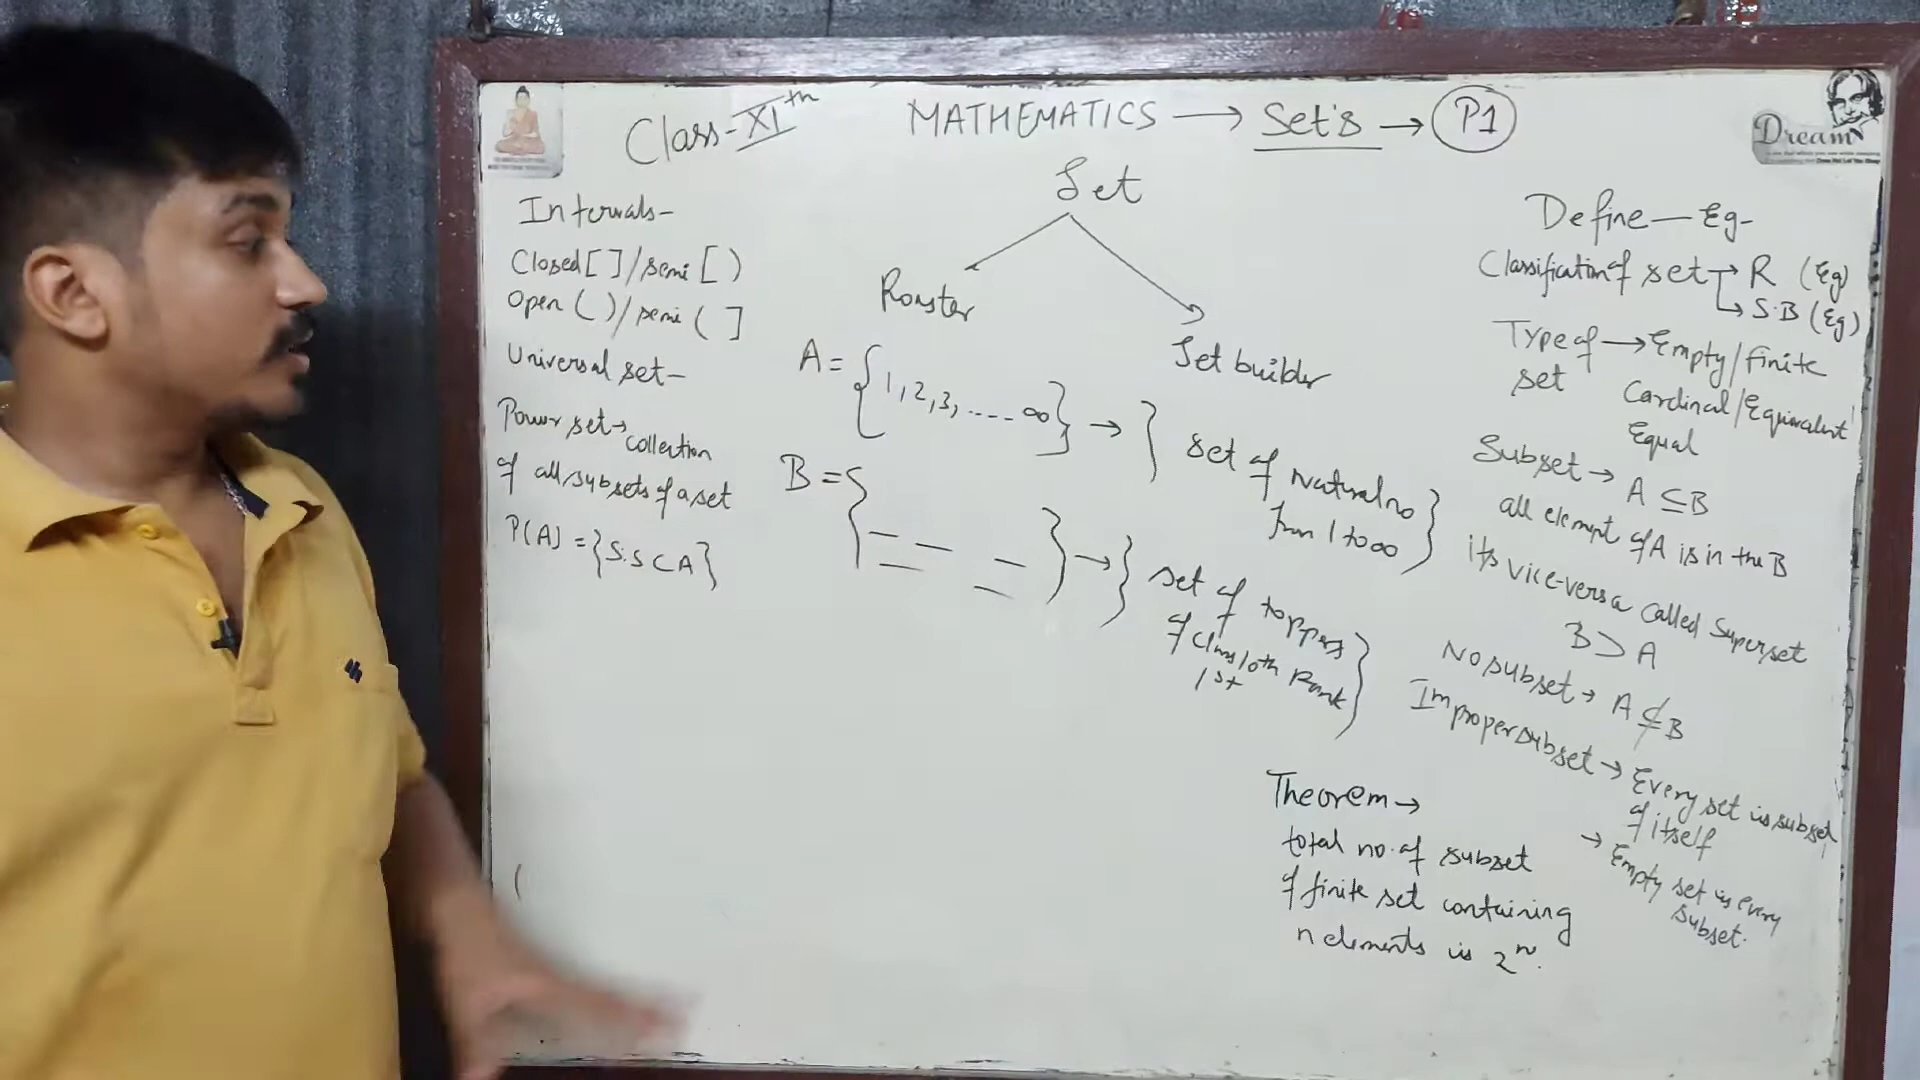 Class-XIth MATHEMATICS → Set's → P1
Intervals-
Closed [ ] / semi [ )
Open ( ) / semi ( ]
Universal set-
Power set → collection
of all subsets of a set
P(A) = {S:S⊂A}
(
Set
Roaster
Set builder
A = {1, 2, 3, ---- ∞} →
} set of natural no
from 1 to ∞ }
B = { — — — } →
} set of toppers
of class 10th Rank
1st }
Define — Eg-
Classification of set → R (Eg)
→ S.B (Eg)
Type of → Empty/finite
set Cardinal/Equivalent
Equal
Subset → A ⊆ B
all element of A is in the B
its vice-versa called Superset
B ⊃ A
No subset → A ⊄ B
Improper subset → Every set is subset
of itself
→ Empty set is every
subset.
Theorem →
total no. of subset
of finite set containing
n elements is 2ⁿ.
Dream